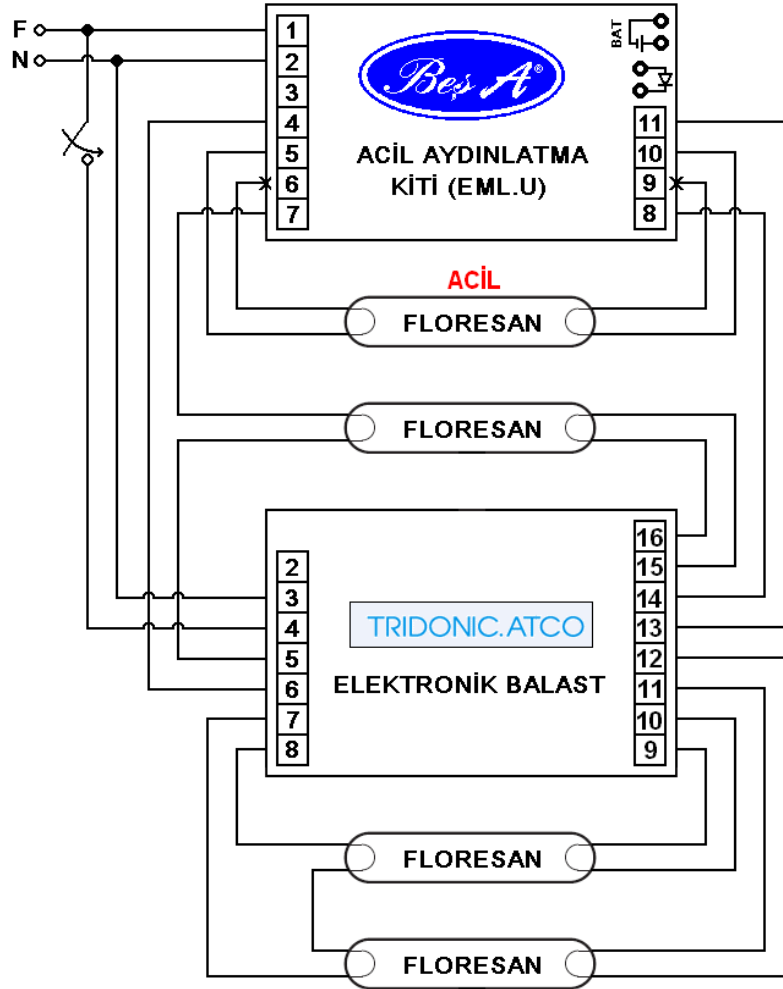 F
N
1
2
3
4
5
6
7
Beş A®
BAT
11
10
9
8
ACİL AYDINLATMA
KİTİ (EML.U)
ACİL
FLORESAN
FLORESAN
2
3
4
5
6
7
8
TRIDONIC.ATCO
ELEKTRONİK BALAST
16
15
14
13
12
11
10
9
FLORESAN
FLORESAN